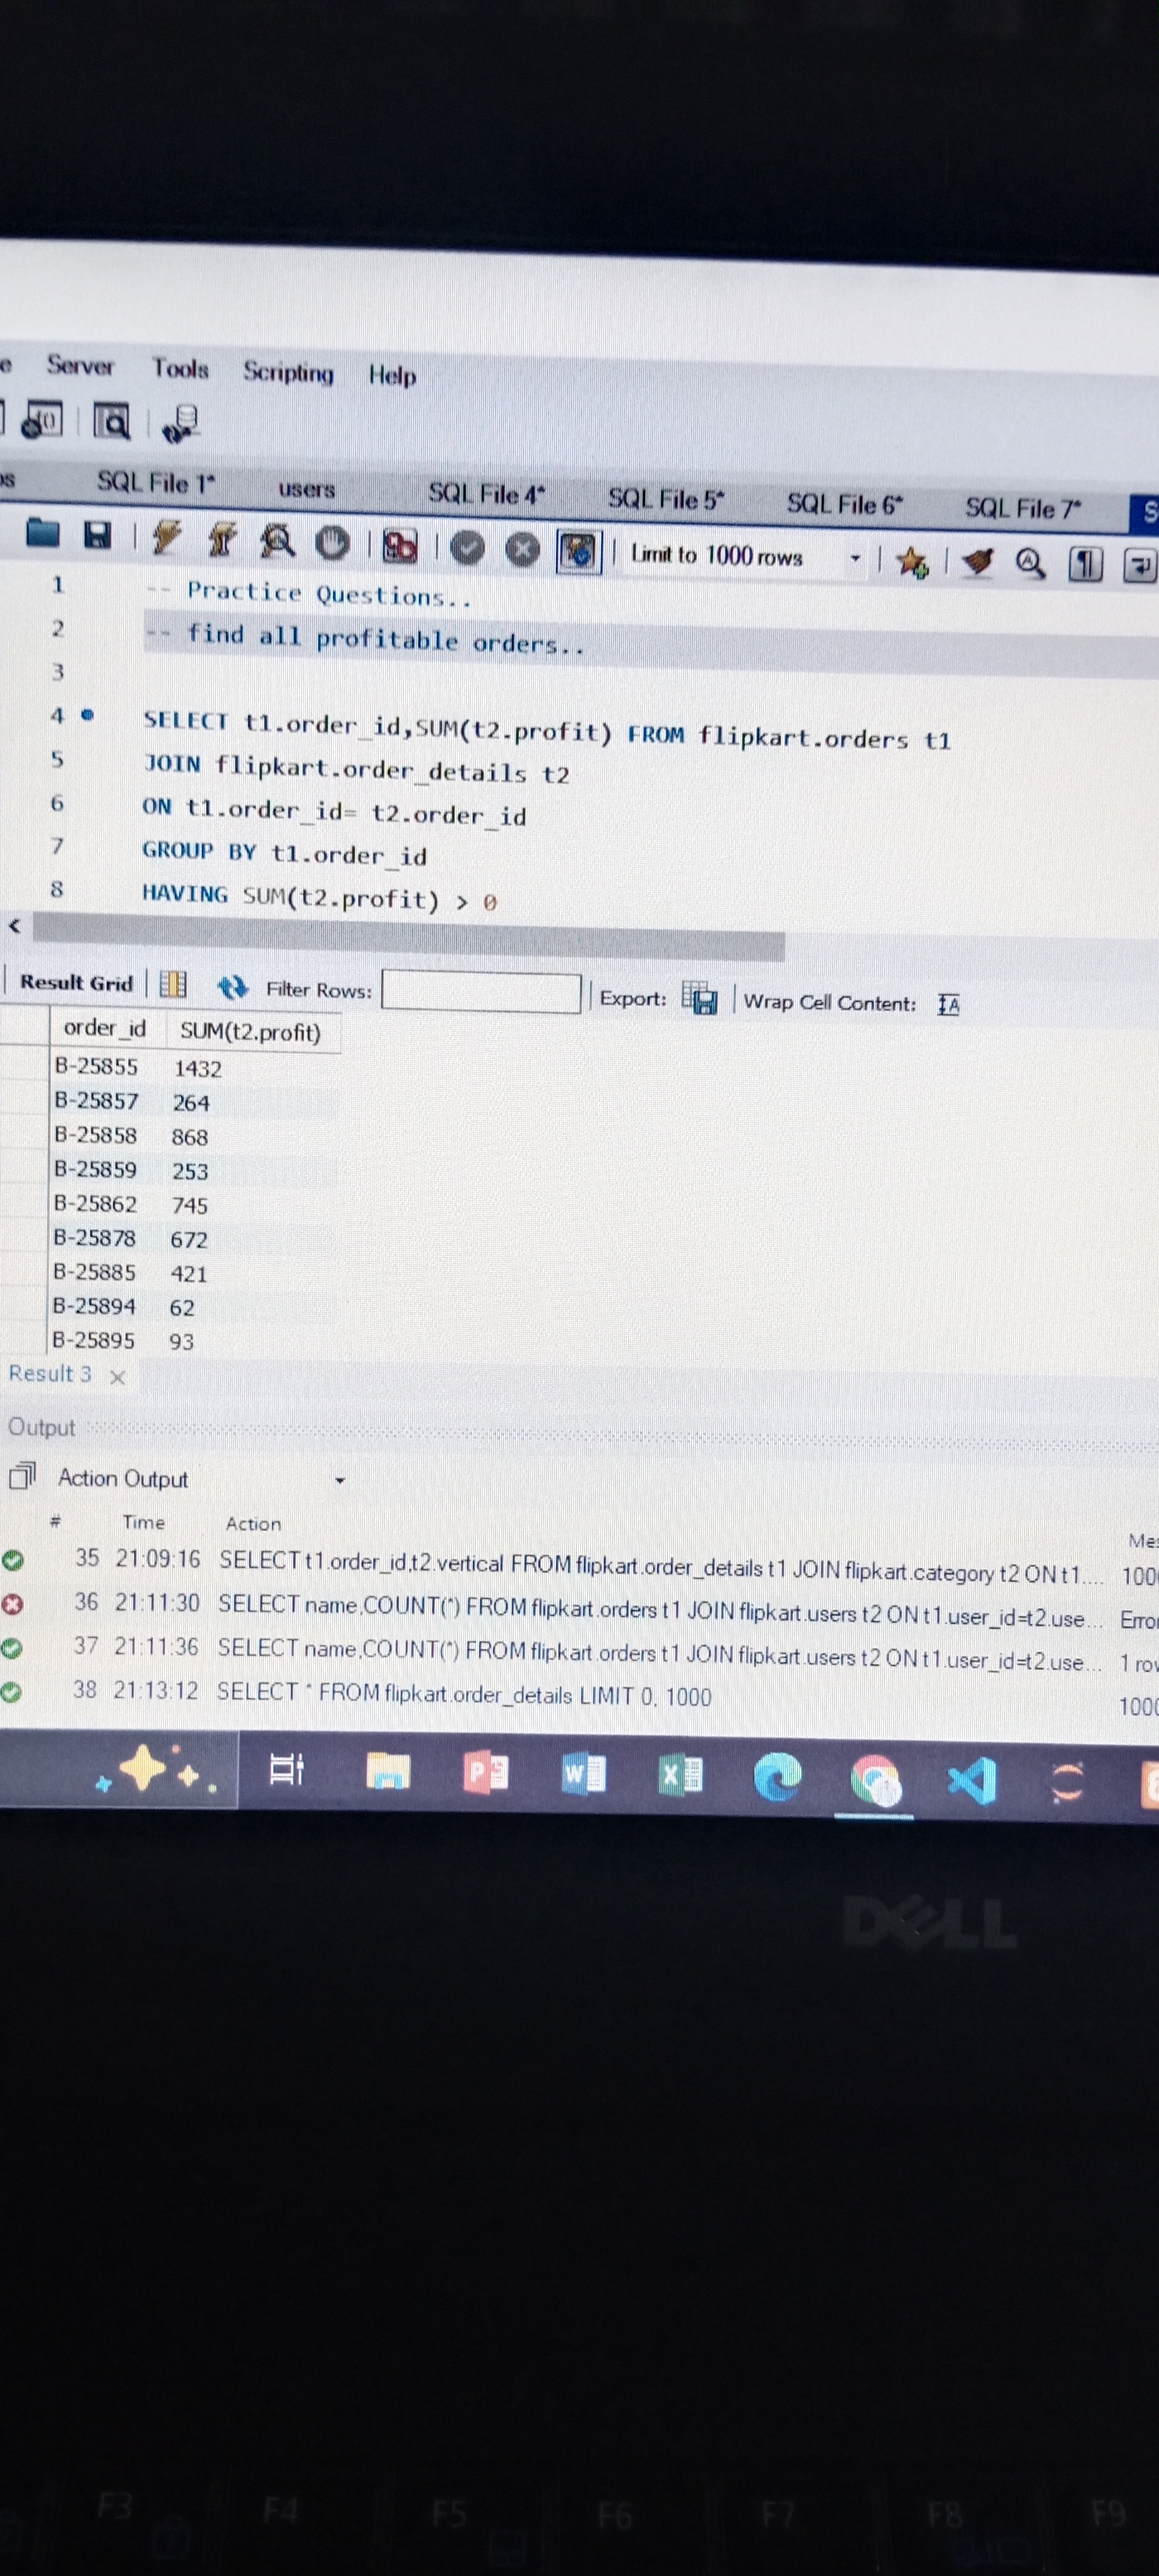 Server Tools Scripting Help
SQL File 1* users SQL File 4* SQL File 5* SQL File 6* SQL File 7*
Limit to 1000 rows
1 -- Practice Questions..
2 -- find all profitable orders..
3
4 SELECT t1.order_id,SUM(t2.profit) FROM flipkart.orders t1
5 JOIN flipkart.order_details t2
6 ON t1.order_id= t2.order_id
7 GROUP BY t1.order_id
8 HAVING SUM(t2.profit) > 0
Result Grid Filter Rows: Export: Wrap Cell Content:
order_id SUM(t2.profit)
B-25855 1432
B-25857 264
B-25858 868
B-25859 253
B-25862 745
B-25878 672
B-25885 421
B-25894 62
B-25895 93
Result 3
Output
Action Output
# Time Action Mes
35 21:09:16 SELECT t1.order_id,t2.vertical FROM flipkart.order_details t1 JOIN flipkart.category t2 ON t1.... 100
36 21:11:30 SELECT name,COUNT(*) FROM flipkart.orders t1 JOIN flipkart.users t2 ON t1.user_id=t2.use... Erro
37 21:11:36 SELECT name,COUNT(*) FROM flipkart.orders t1 JOIN flipkart.users t2 ON t1.user_id=t2.use... 1 rov
38 21:13:12 SELECT * FROM flipkart.order_details LIMIT 0, 1000 100
DELL
F3 F4 F5 F6 F7 F8 F9